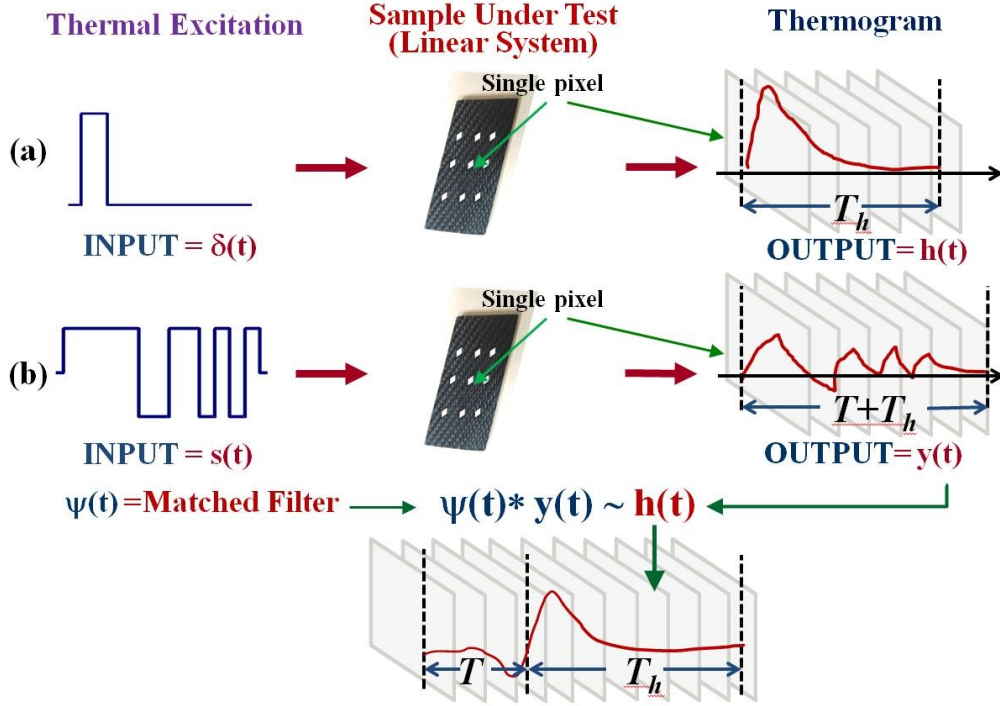 Thermal Excitation
Sample Under Test
(Linear System)
Thermogram
Single pixel
(a)
T_h
INPUT = δ(t)
OUTPUT= h(t)
Single pixel
(b)
T+T_h
INPUT = s(t)
OUTPUT= y(t)
ψ(t) =Matched Filter
ψ(t)* y(t) ~ h(t)
T
T_h